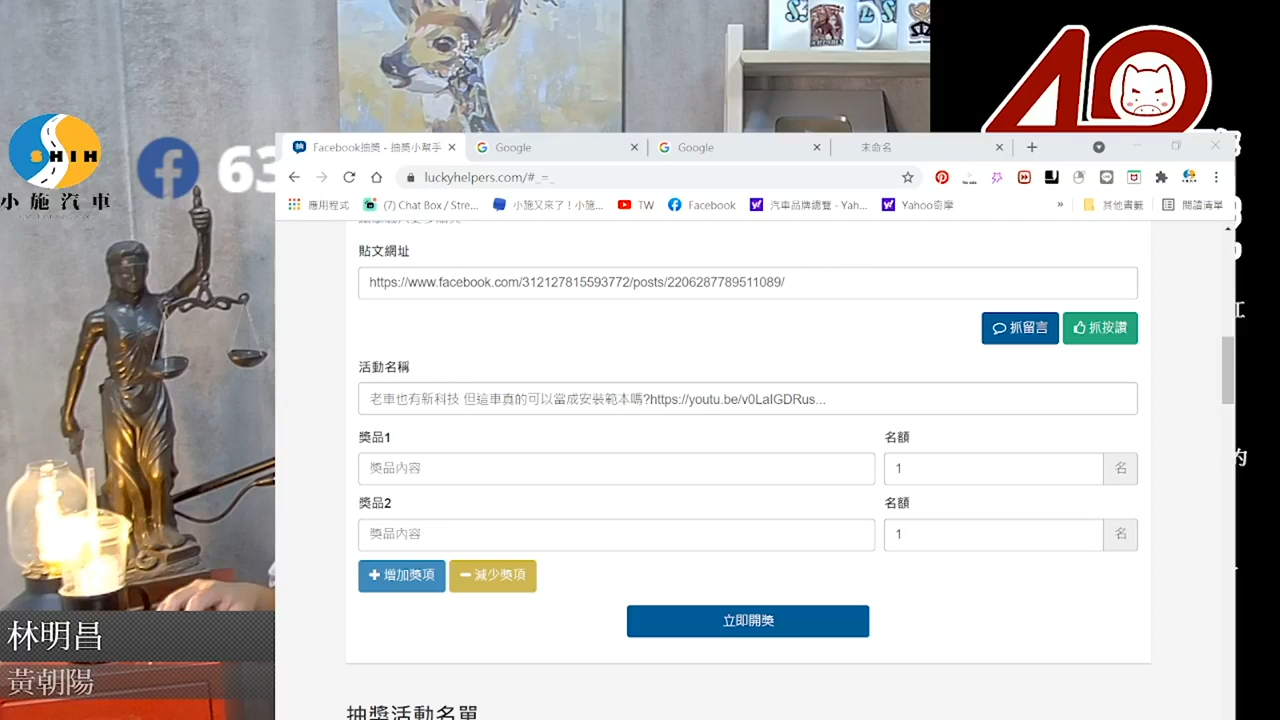 40
SHIH
小施汽車
63
Facebook抽獎 - 抽獎小幫手
Google
Google
未命名
luckyhelpers.com/#_=_
應用程式
(7) Chat Box / Stre...
小施又來了！小施...
TW
Facebook
汽車品牌總覽 - Yah...
Yahoo奇摩
»
其他書籤
閱讀清單
貼文網址
https://www.facebook.com/312127815593772/posts/2206287789511089/
抓留言
抓按讚
活動名稱
老車也有新科技 但這車真的可以當成安裝範本嗎?https://youtu.be/v0LaIGDRus...
獎品1
名額
獎品內容
1
名
獎品2
名額
獎品內容
1
名
增加獎項
減少獎項
立即開獎
抽獎活動名單
林明昌
黃朝陽
的